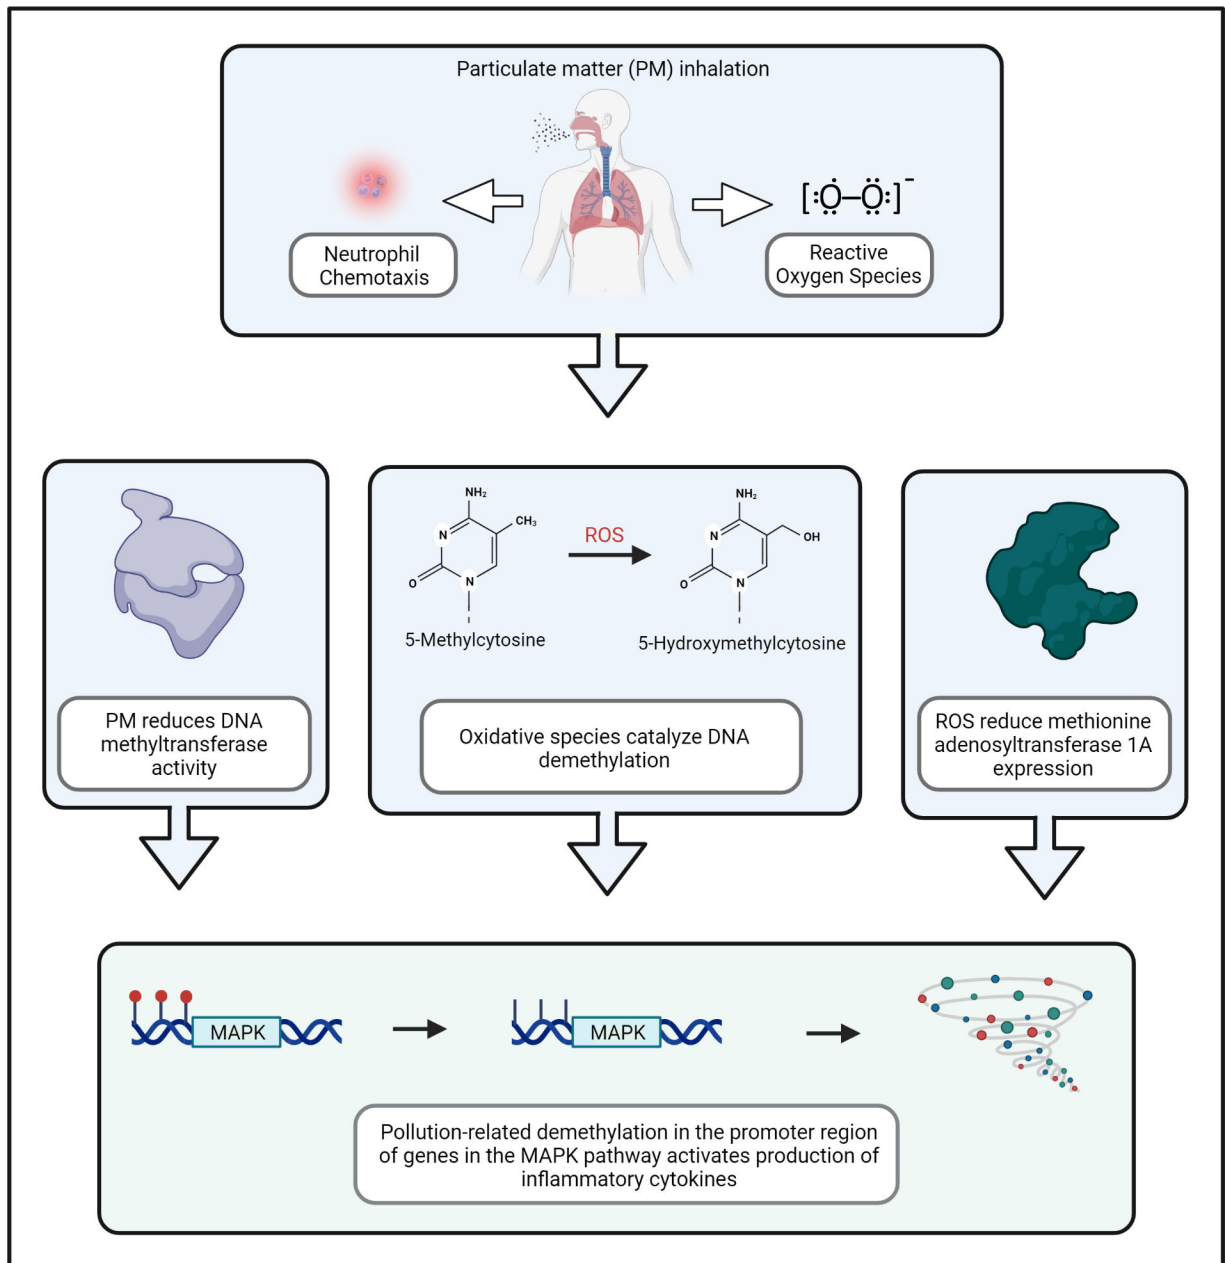 Particulate matter (PM) inhalation
[:Ö–Ö:]⁻
Neutrophil
Chemotaxis
Reactive
Oxygen Species
NH₂
CH₃
N
O
N
ROS
NH₂
OH
N
O
N
5-Methylcytosine
5-Hydroxymethylcytosine
PM reduces DNA
methyltransferase
activity
Oxidative species catalyze DNA
demethylation
ROS reduce methionine
adenosyltransferase 1A
expression
MAPK
MAPK
Pollution-related demethylation in the promoter region
of genes in the MAPK pathway activates production of
inflammatory cytokines